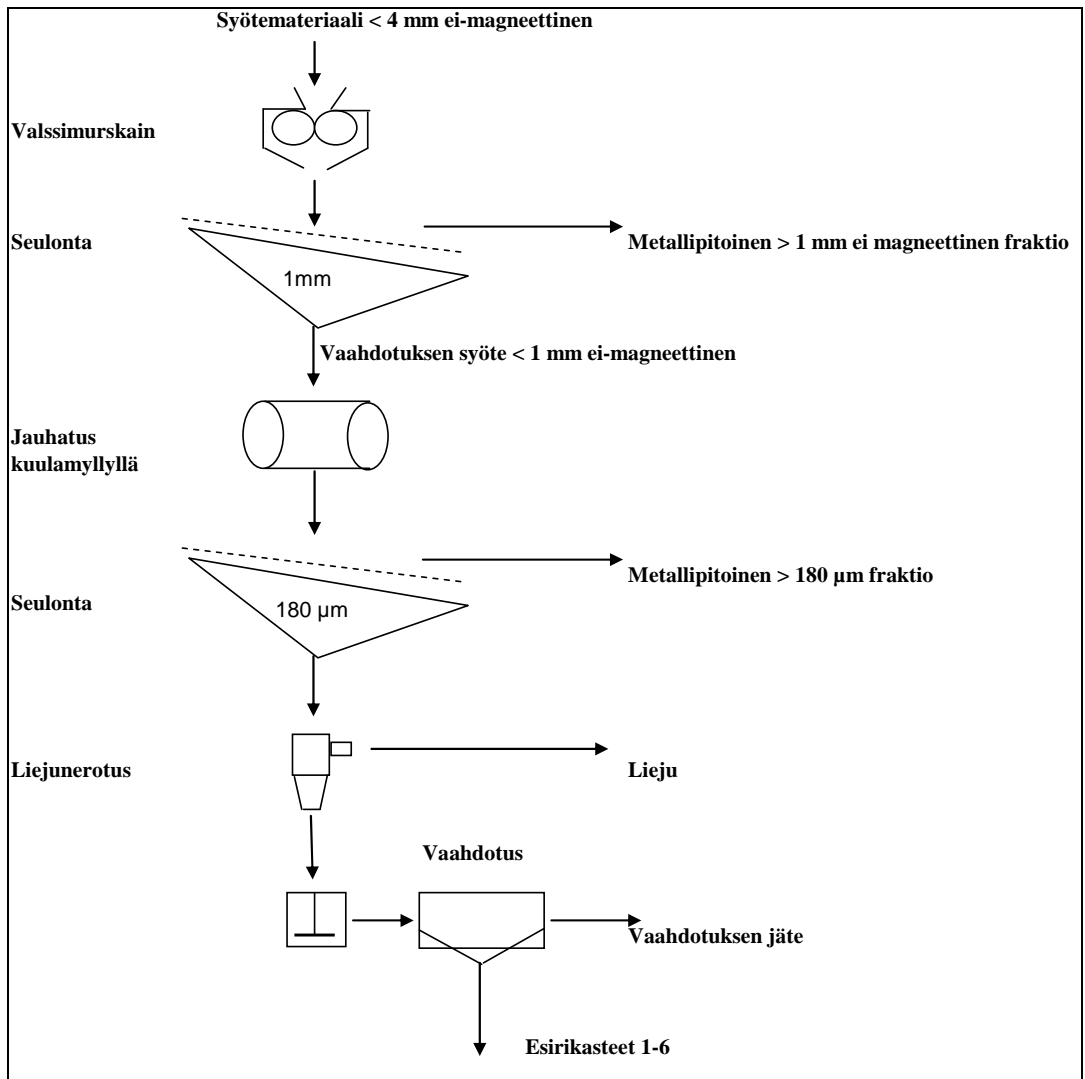 Syötemateriaali < 4 mm ei-magneettinen
Valssimurskain
Seulonta
Metallipitoinen > 1 mm ei magneettinen fraktio
1mm
Vaahdotuksen syöte < 1 mm ei-magneettinen
Jauhatus
kuulamyllyllä
Metallipitoinen > 180 µm fraktio
Seulonta
180 µm
Liejunerotus
Lieju
Vaahdotus
Vaahdotuksen jäte
Esirikasteet 1-6